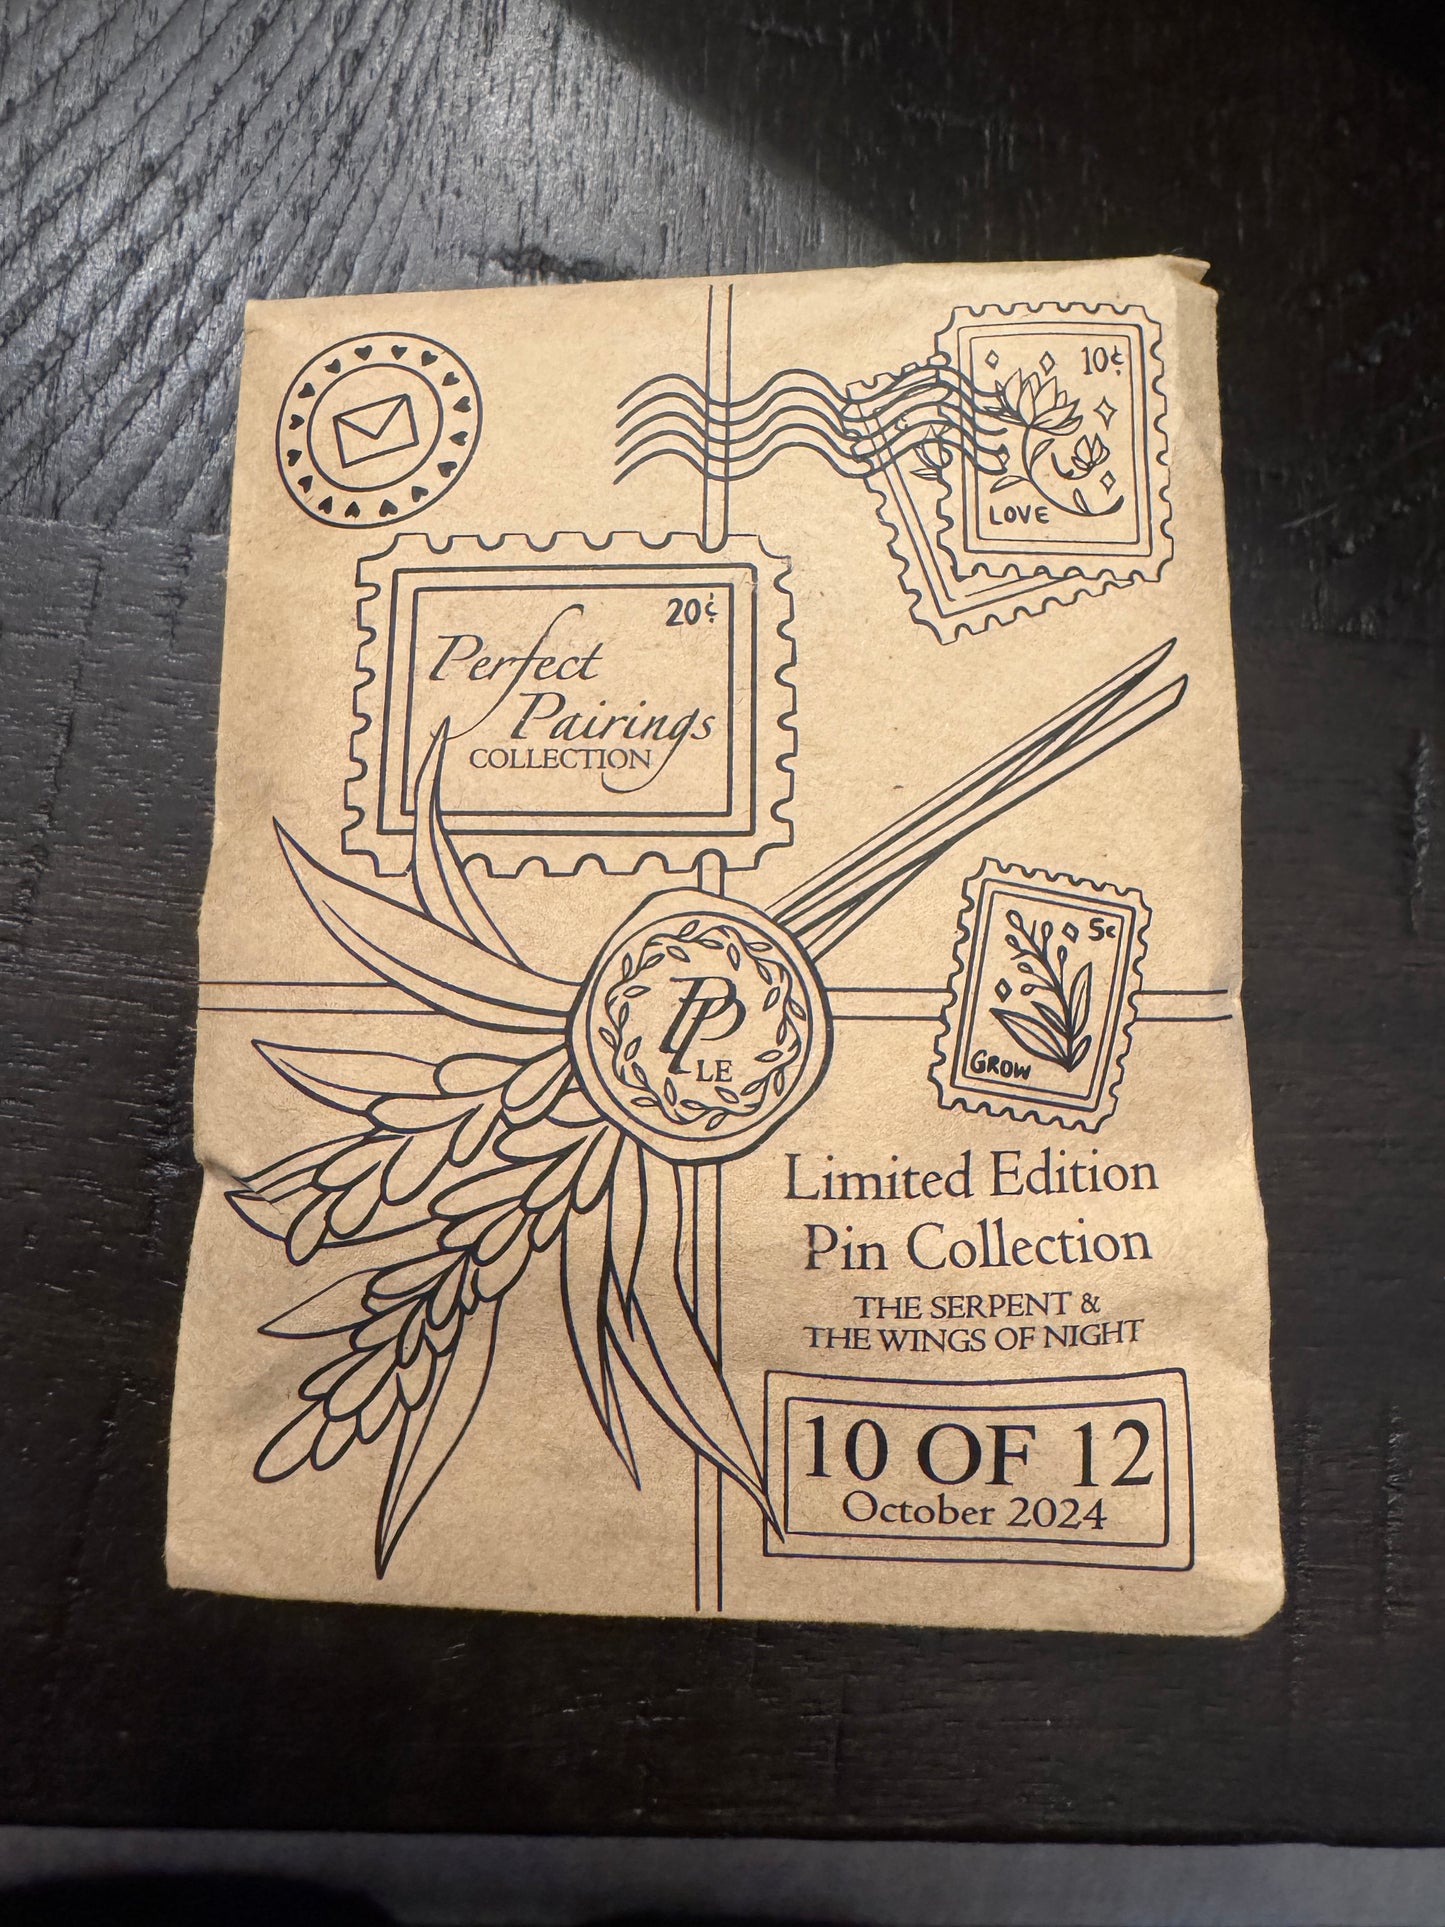 10¢
LOVE
20¢
Perfect
Pairings
COLLECTION
5¢
GROW
PP
LE
Limited Edition
Pin Collection
THE SERPENT &
THE WINGS OF NIGHT
10 OF 12
October 2024